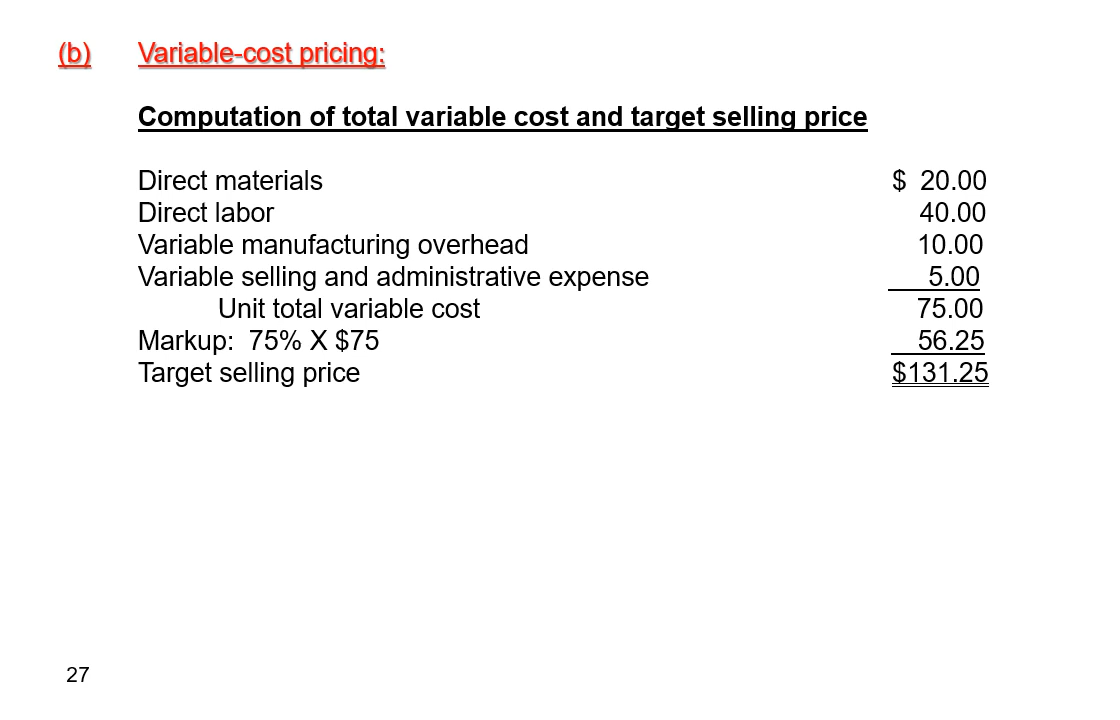 (b) Variable-cost pricing:
Computation of total variable cost and target selling price
Direct materials $ 20.00
Direct labor 40.00
Variable manufacturing overhead 10.00
Variable selling and administrative expense 5.00
Unit total variable cost 75.00
Markup: 75% X $75 56.25
Target selling price $131.25
27